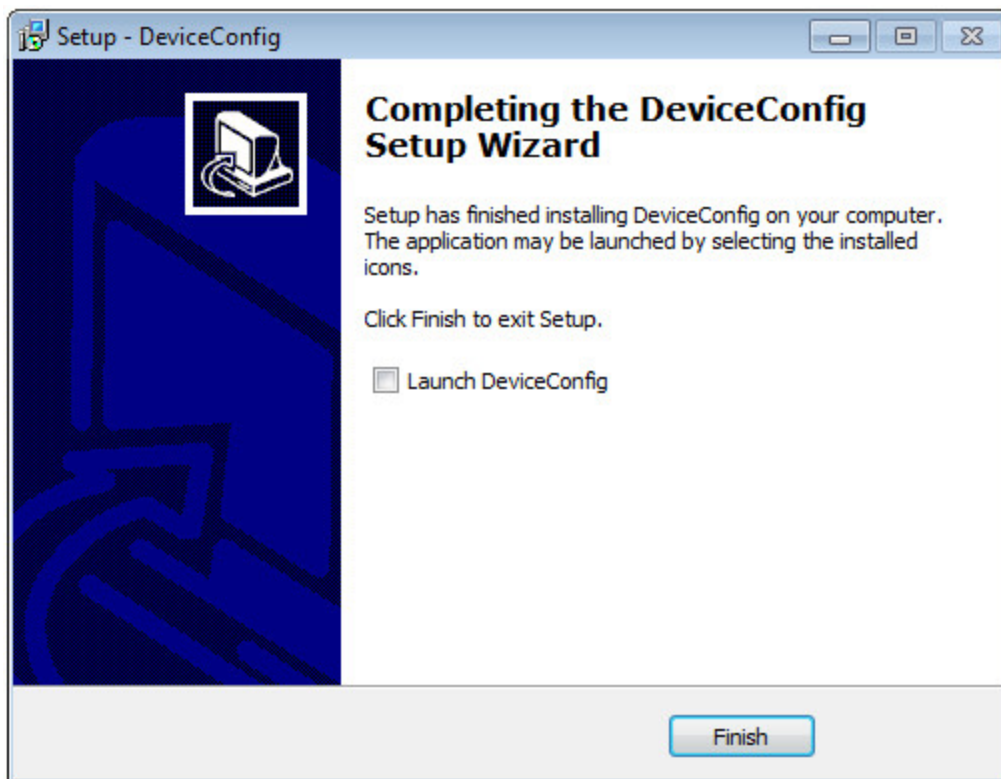 Setup - DeviceConfig
Completing the DeviceConfig
Setup Wizard
Setup has finished installing DeviceConfig on your computer.
The application may be launched by selecting the installed
icons.
Click Finish to exit Setup.
Launch DeviceConfig
Finish